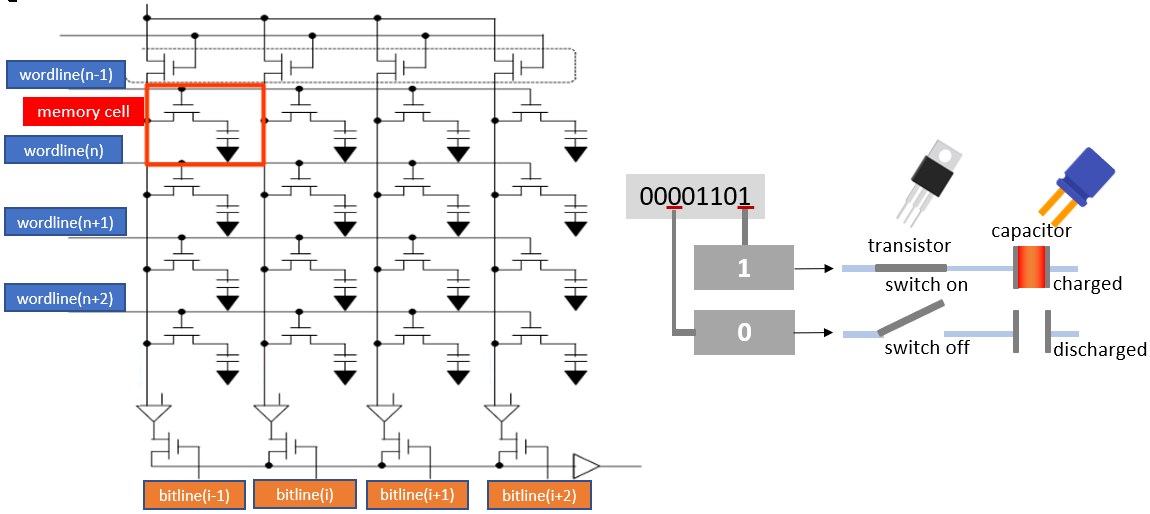 wordline(n-1)
memory cell
wordline(n)
wordline(n+1)
wordline(n+2)
bitline(i-1)
bitline(i)
bitline(i+1)
bitline(i+2)
00001101
1
0
transistor
switch on
capacitor
charged
switch off
discharged